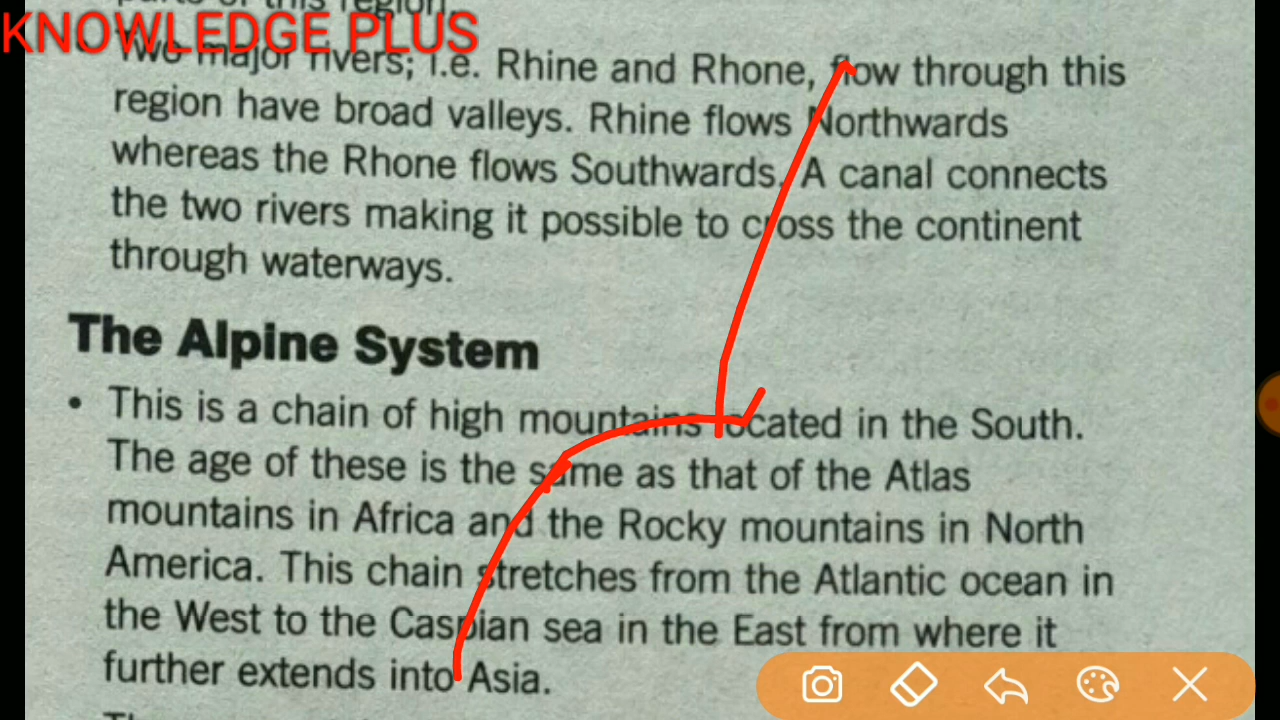 parts of this region.
KNOWLEDGE PLUS
Two major rivers; i.e. Rhine and Rhone, flow through this
region have broad valleys. Rhine flows Northwards
whereas the Rhone flows Southwards. A canal connects
the two rivers making it possible to cross the continent
through waterways.
The Alpine System
• This is a chain of high mountains located in the South.
The age of these is the same as that of the Atlas
mountains in Africa and the Rocky mountains in North
America. This chain stretches from the Atlantic ocean in
the West to the Caspian sea in the East from where it
further extends into Asia.